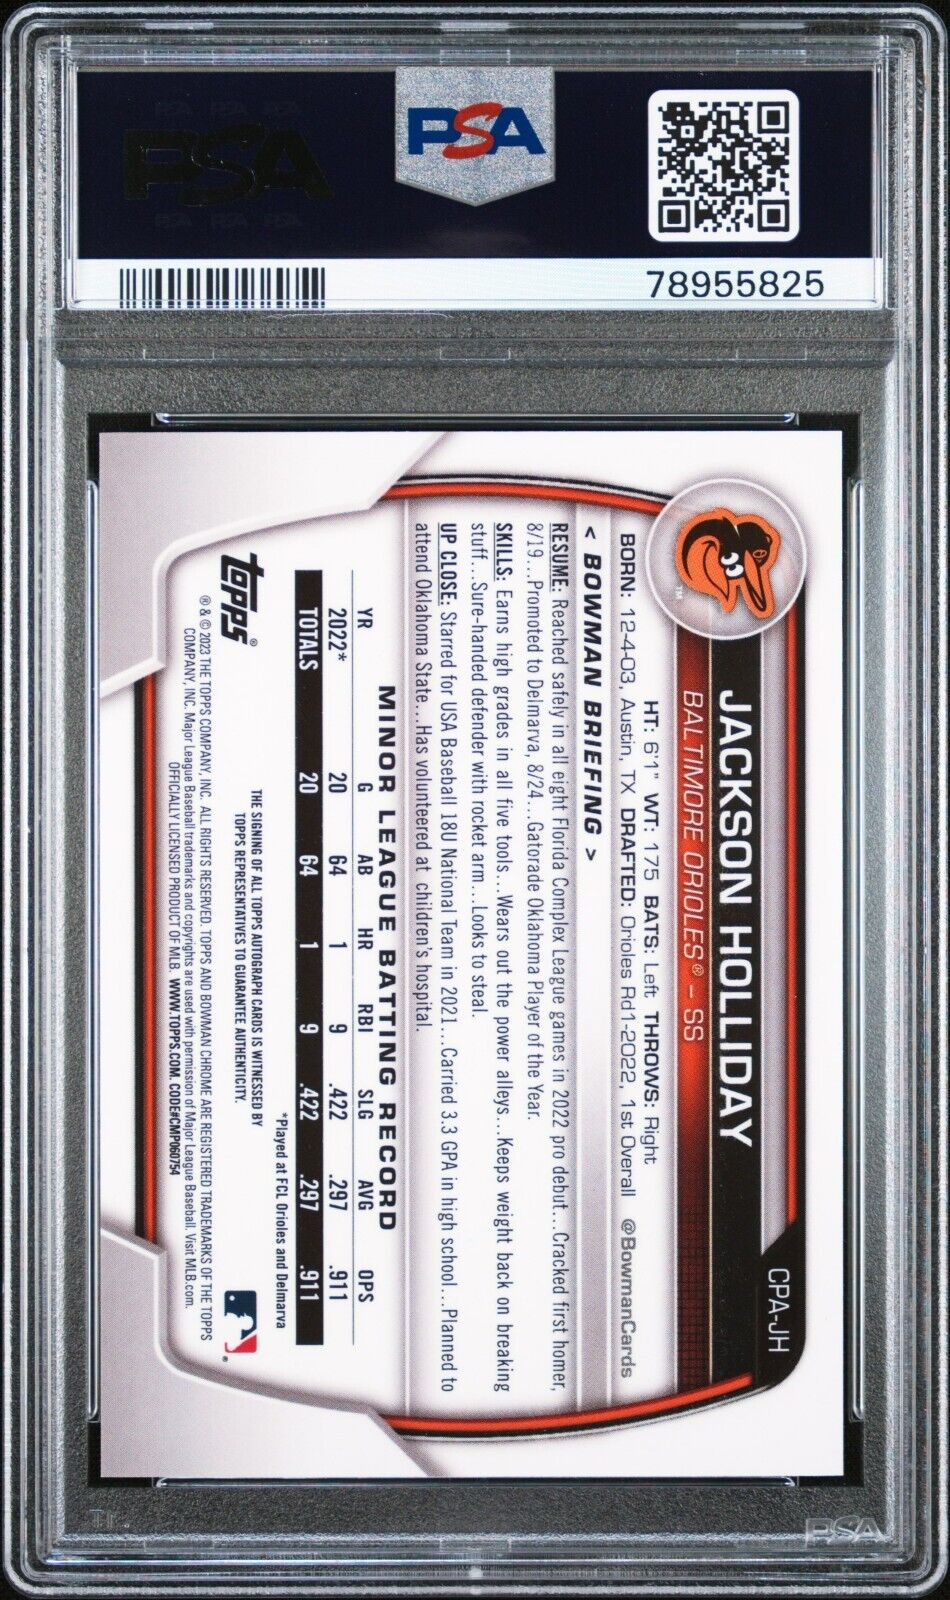 PSA PSA PSA
PSA
PSA PSA PSA
PSA
78955825
CPA-JH
JACKSON HOLLIDAY
BALTIMORE ORIOLES® – SS
HT: 6'1" WT: 175 BATS: Left THROWS: Right
BORN: 12-4-03, Austin, TX DRAFTED: Orioles Rd1-2022, 1st Overall @BowmanCards
< BOWMAN BRIEFING >
RESUME: Reached safely in all eight Florida Complex League games in 2022 pro debut...Cracked first homer,
8/19...Promoted to Delmarva, 8/24...Gatorade Oklahoma Player of the Year.
SKILLS: Earns high grades in all five tools...Wears out the power alleys...Keeps weight back on breaking
stuff...Sure-handed defender with rocket arm...Looks to steal.
UP CLOSE: Starred for USA Baseball 18U National Team in 2021...Carried 3.3 GPA in high school...Planned to
attend Oklahoma State...Has volunteered at children's hospital.
MINOR LEAGUE BATTING RECORD
YR G AB HR RBI SLG AVG OPS
2022* 20 64 1 9 .422 .297 .911
TOTALS 20 64 1 9 .422 .297 .911
*Played at FCL Orioles and Delmarva
THE SIGNING OF ALL TOPPS AUTOGRAPH CARDS IS WITNESSED BY
TOPPS REPRESENTATIVES TO GUARANTEE AUTHENTICITY.
topps®
® & © 2023 THE TOPPS COMPANY, INC. ALL RIGHTS RESERVED. TOPPS AND BOWMAN CHROME ARE REGISTERED TRADEMARKS OF THE TOPPS
COMPANY, INC. Major League Baseball trademarks and copyrights are used with permission of Major League Baseball. Visit MLB.com.
OFFICIALLY LICENSED PRODUCT OF MLB. WWW.TOPPS.COM. CODE#CMP060754
PSA